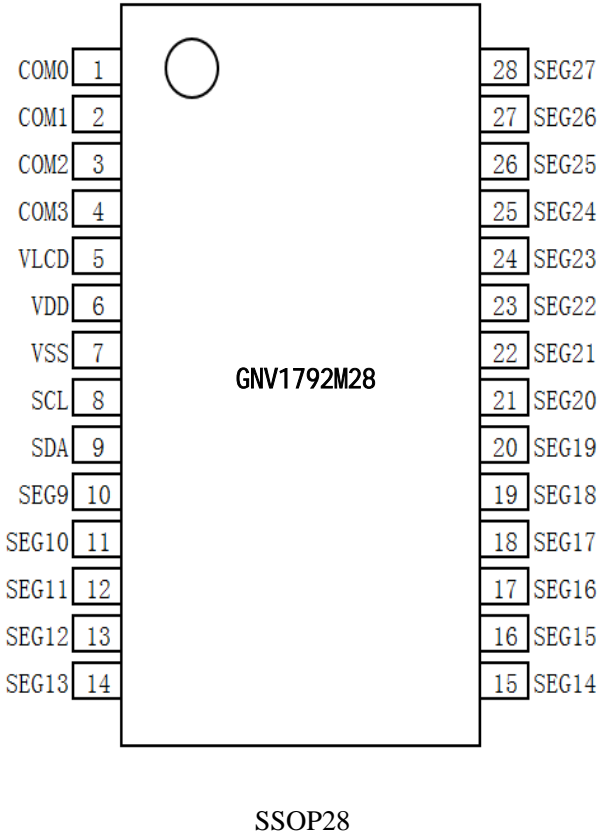 COM0 1 28 SEG27
COM1 2 27 SEG26
COM2 3 26 SEG25
COM3 4 25 SEG24
VLCD 5 24 SEG23
VDD 6 23 SEG22
VSS 7 22 SEG21
GNV1792M28
SCL 8 21 SEG20
SDA 9 20 SEG19
SEG9 10 19 SEG18
SEG10 11 18 SEG17
SEG11 12 17 SEG16
SEG12 13 16 SEG15
SEG13 14 15 SEG14
SSOP28